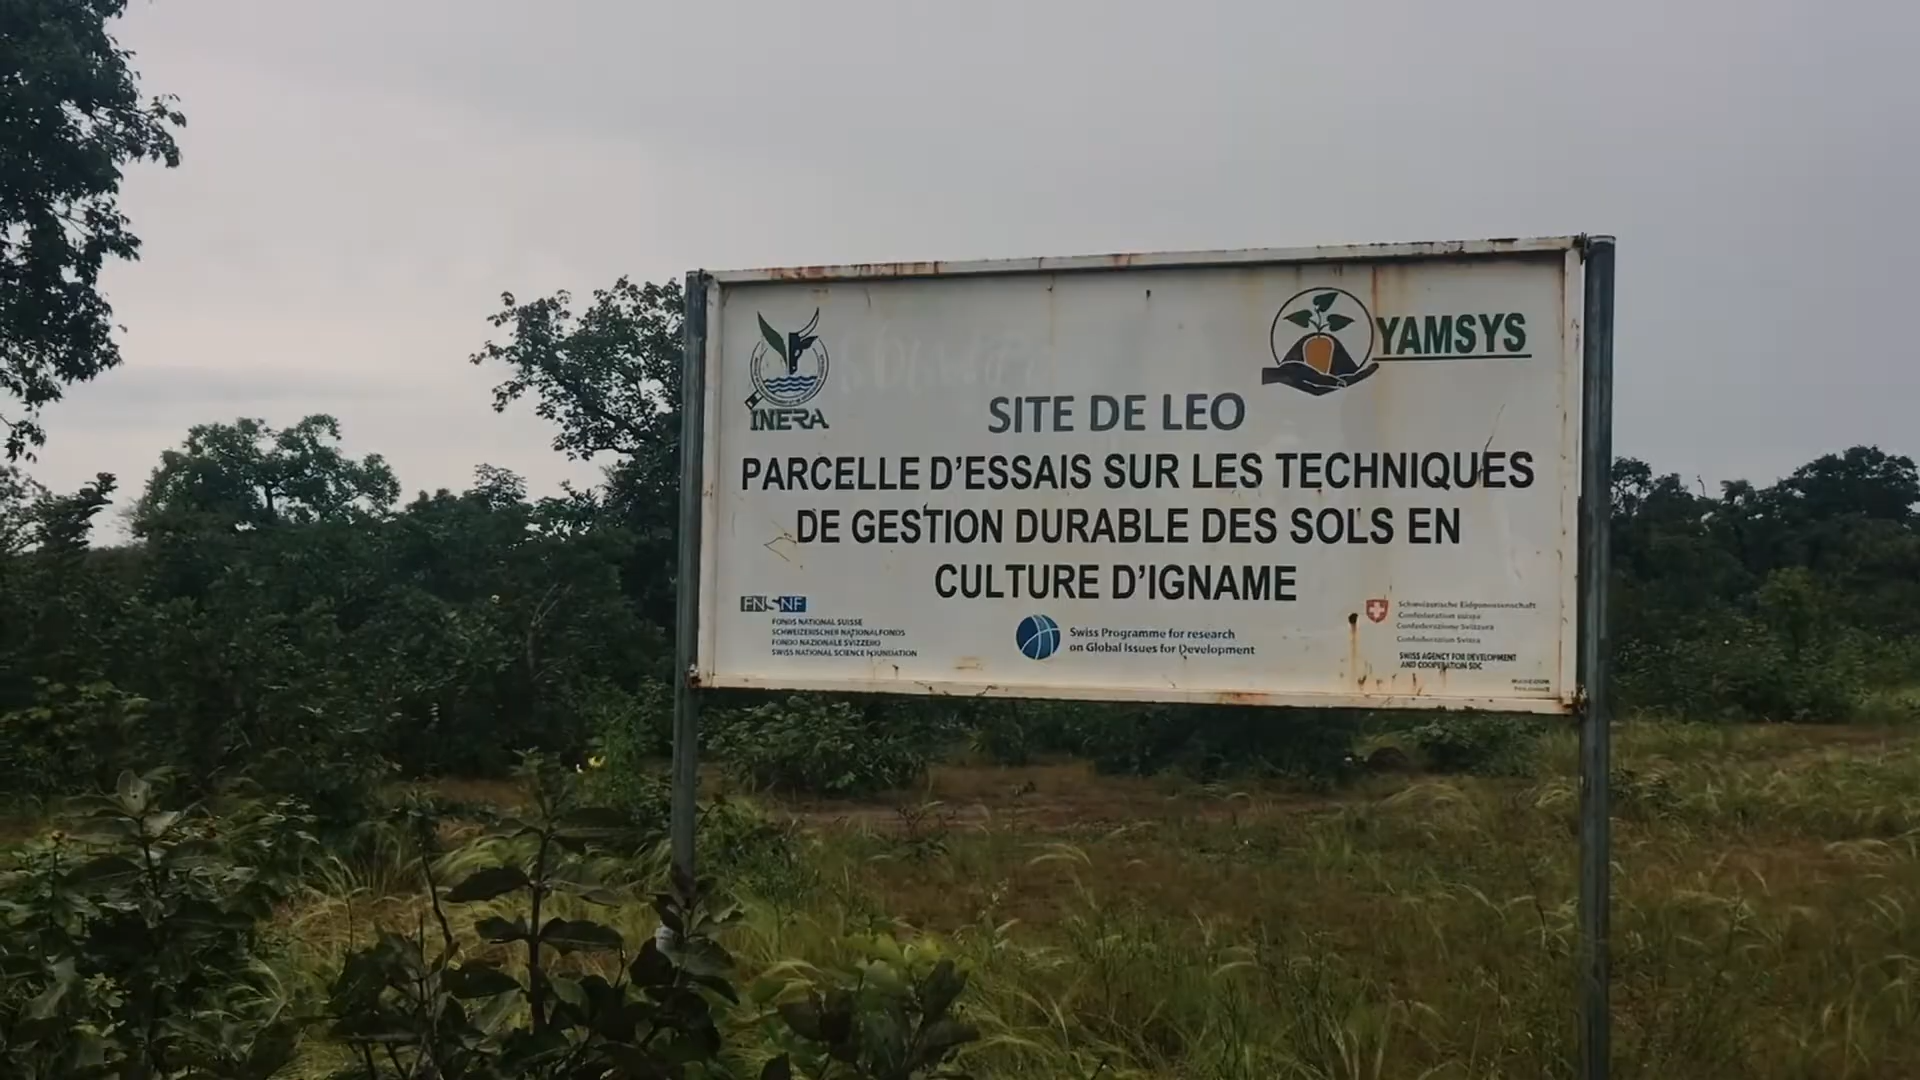 INERA
YAMSYS
SITE DE LEO
PARCELLE D'ESSAIS SUR LES TECHNIQUES
DE GESTION DURABLE DES SOLS EN
CULTURE D'IGNAME
FNSNF
FONDS NATIONAL SUISSE
SCHWEIZERISCHER NATIONALFONDS
FONDO NAZIONALE SVIZZERO
SWISS NATIONAL SCIENCE FOUNDATION
Swiss Programme for research
on Global Issues for Development
Schweizerische Eidgenossenschaft
Confédération suisse
Confederazione Svizzera
Confederaziun Svizra
SWISS AGENCY FOR DEVELOPMENT
AND COOPERATION SDC